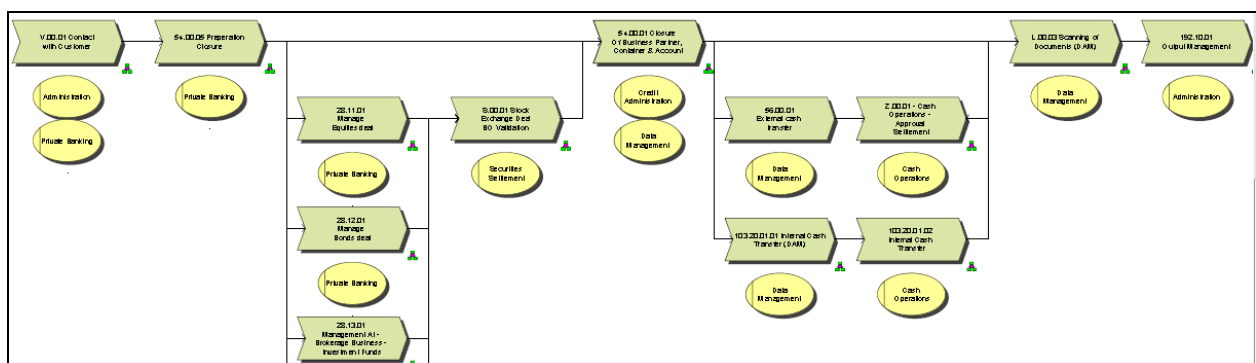 V.00.01 Contact
with Customer
54.00.05 Preperation
Closure
54.00.01 Closure
Of Business Partner,
Container & Account
L.00.03 Scanning of
Documents (DAM)
192.10.01
Output Management
Administration
Private Banking
Private Banking
Credit
Administration
Data
Management
Data
Management
Administration
28.11.01
Manage
Equities deal
S.00.01 Stock
Exchange Deal
BO Validation
56.00.01
External cash
transfer
Z.00.01 - Cash
Operations -
Approval
Settlement
Private Banking
Securities
Settlement
Data
Management
Cash
Operations
28.12.01
Manage
Bonds deal
103.20.01.01 Internal Cash
Transfer (DAM)
103.20.01.02
Internal Cash
Transfer
Private Banking
Data
Management
Cash
Operations
28.13.01
Management AI -
Brokerage Business -
Investment Funds